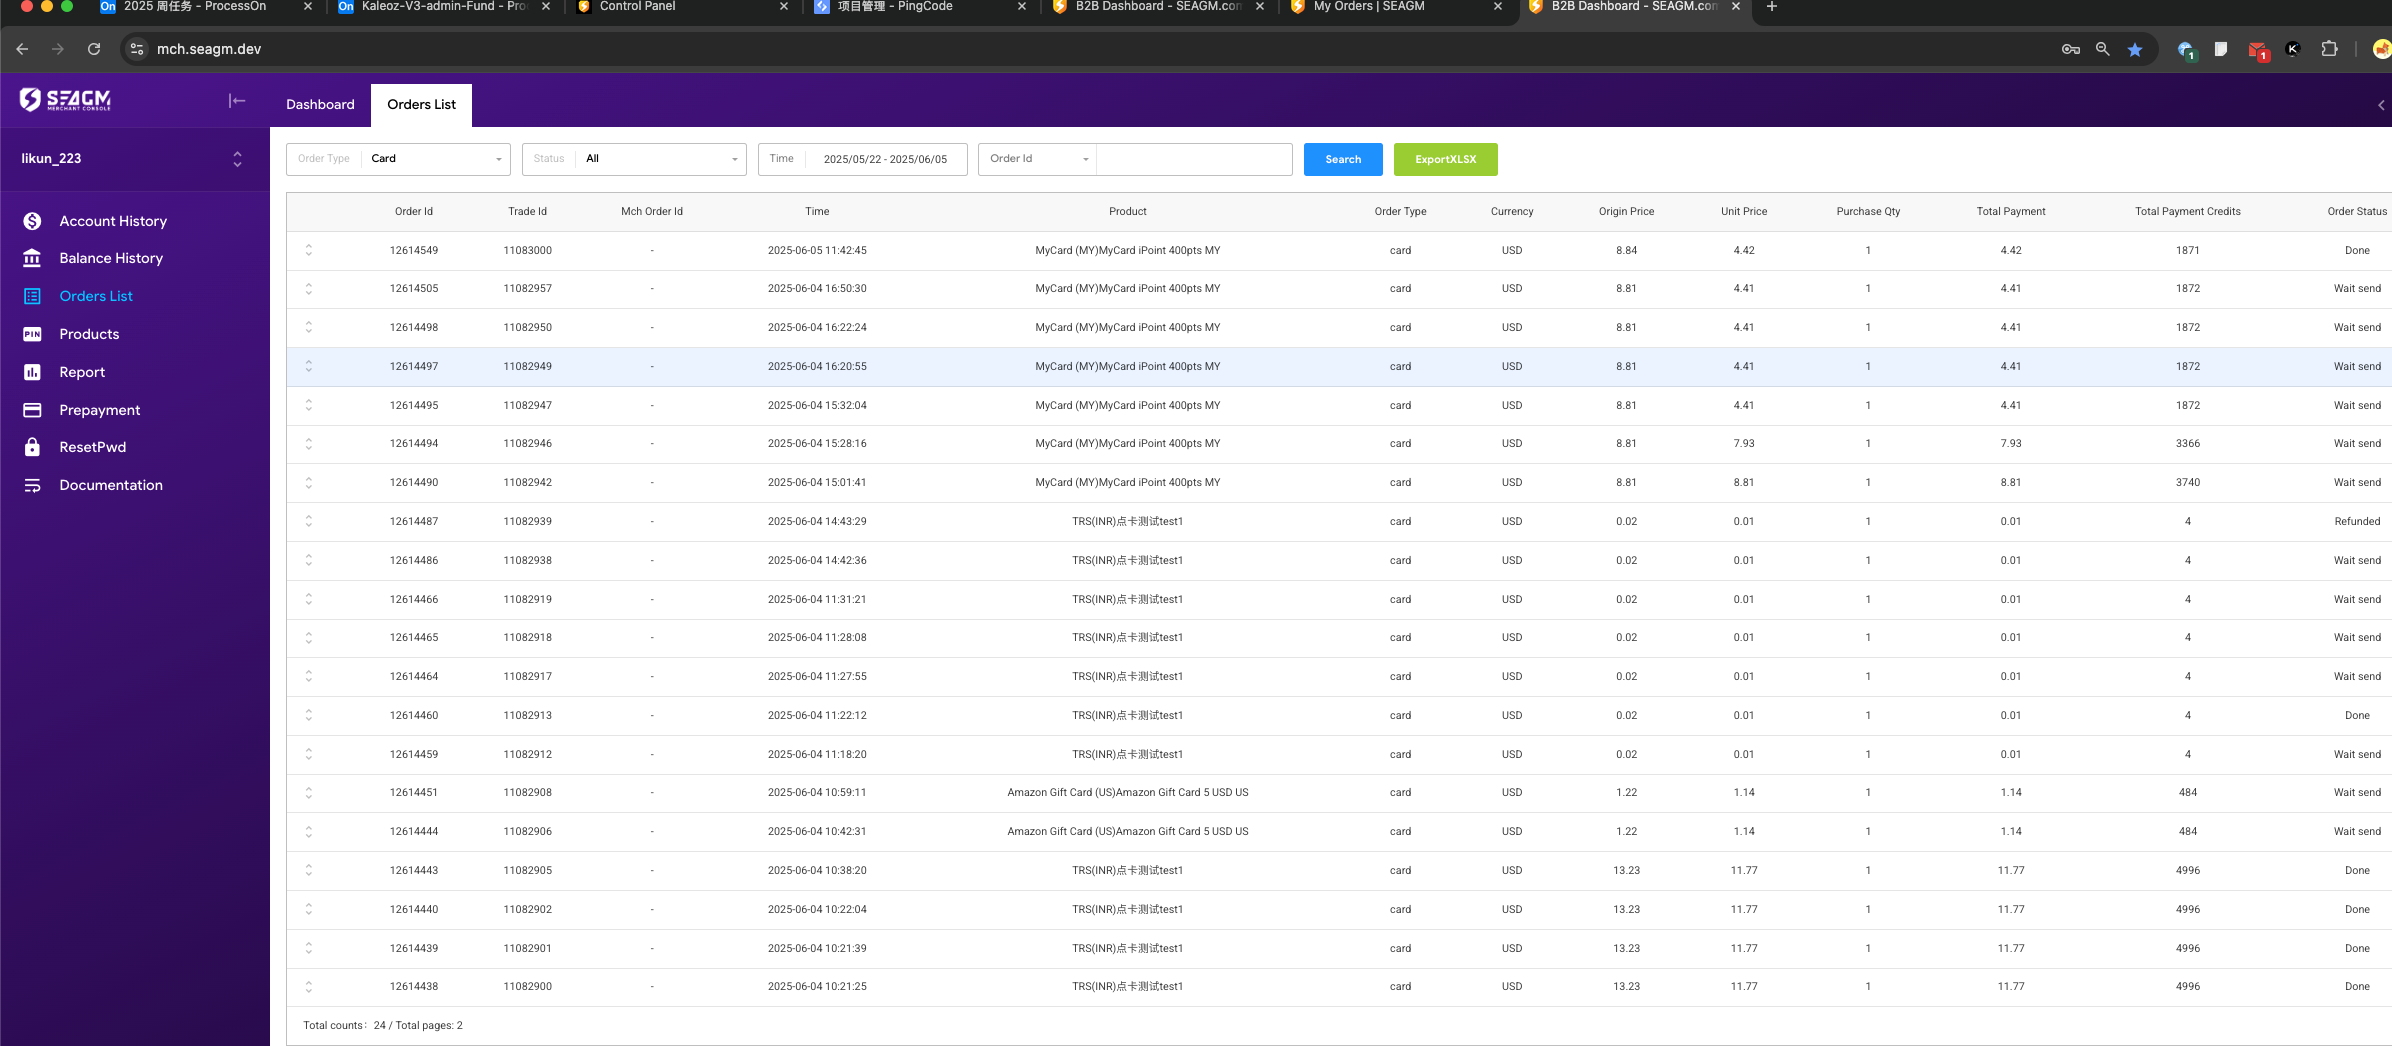 2025 周任务 - ProcessOn
Kaleoz-V3-admin-Fund - Pro
Control Panel
项目管理 - PingCode
B2B Dashboard - SEAGM.com
My Orders | SEAGM
B2B Dashboard - SEAGM.com
mch.seagm.dev
SEAGM
MERCHANT CONSOLE
Dashboard
Orders List
likun_223
Account History
Balance History
Orders List
Products
Report
Prepayment
ResetPwd
Documentation
Order Type Card Status All Time 2025/05/22 - 2025/06/05 Order Id Search ExportXLSX
Order Id Trade Id Mch Order Id Time Product Order Type Currency Origin Price Unit Price Purchase Qty Total Payment Total Payment Credits Order Status
12614549 11083000 - 2025-06-05 11:42:45 MyCard (MY)MyCard iPoint 400pts MY card USD 8.84 4.42 1 4.42 1871 Done
12614505 11082957 - 2025-06-04 16:50:30 MyCard (MY)MyCard iPoint 400pts MY card USD 8.81 4.41 1 4.41 1872 Wait send
12614498 11082950 - 2025-06-04 16:22:24 MyCard (MY)MyCard iPoint 400pts MY card USD 8.81 4.41 1 4.41 1872 Wait send
12614497 11082949 - 2025-06-04 16:20:55 MyCard (MY)MyCard iPoint 400pts MY card USD 8.81 4.41 1 4.41 1872 Wait send
12614495 11082947 - 2025-06-04 15:32:04 MyCard (MY)MyCard iPoint 400pts MY card USD 8.81 4.41 1 4.41 1872 Wait send
12614494 11082946 - 2025-06-04 15:28:16 MyCard (MY)MyCard iPoint 400pts MY card USD 8.81 7.93 1 7.93 3366 Wait send
12614490 11082942 - 2025-06-04 15:01:41 MyCard (MY)MyCard iPoint 400pts MY card USD 8.81 8.81 1 8.81 3740 Wait send
12614487 11082939 - 2025-06-04 14:43:29 TRS(INR)点卡测试test1 card USD 0.02 0.01 1 0.01 4 Refunded
12614486 11082938 - 2025-06-04 14:42:36 TRS(INR)点卡测试test1 card USD 0.02 0.01 1 0.01 4 Wait send
12614466 11082919 - 2025-06-04 11:31:21 TRS(INR)点卡测试test1 card USD 0.02 0.01 1 0.01 4 Wait send
12614465 11082918 - 2025-06-04 11:28:08 TRS(INR)点卡测试test1 card USD 0.02 0.01 1 0.01 4 Wait send
12614464 11082917 - 2025-06-04 11:27:55 TRS(INR)点卡测试test1 card USD 0.02 0.01 1 0.01 4 Wait send
12614460 11082913 - 2025-06-04 11:22:12 TRS(INR)点卡测试test1 card USD 0.02 0.01 1 0.01 4 Done
12614459 11082912 - 2025-06-04 11:18:20 TRS(INR)点卡测试test1 card USD 0.02 0.01 1 0.01 4 Wait send
12614451 11082908 - 2025-06-04 10:59:11 Amazon Gift Card (US)Amazon Gift Card 5 USD US card USD 1.22 1.14 1 1.14 484 Wait send
12614444 11082906 - 2025-06-04 10:42:31 Amazon Gift Card (US)Amazon Gift Card 5 USD US card USD 1.22 1.14 1 1.14 484 Wait send
12614443 11082905 - 2025-06-04 10:38:20 TRS(INR)点卡测试test1 card USD 13.23 11.77 1 11.77 4996 Done
12614440 11082902 - 2025-06-04 10:22:04 TRS(INR)点卡测试test1 card USD 13.23 11.77 1 11.77 4996 Done
12614439 11082901 - 2025-06-04 10:21:39 TRS(INR)点卡测试test1 card USD 13.23 11.77 1 11.77 4996 Done
12614438 11082900 - 2025-06-04 10:21:25 TRS(INR)点卡测试test1 card USD 13.23 11.77 1 11.77 4996 Done
Total counts：24 / Total pages: 2